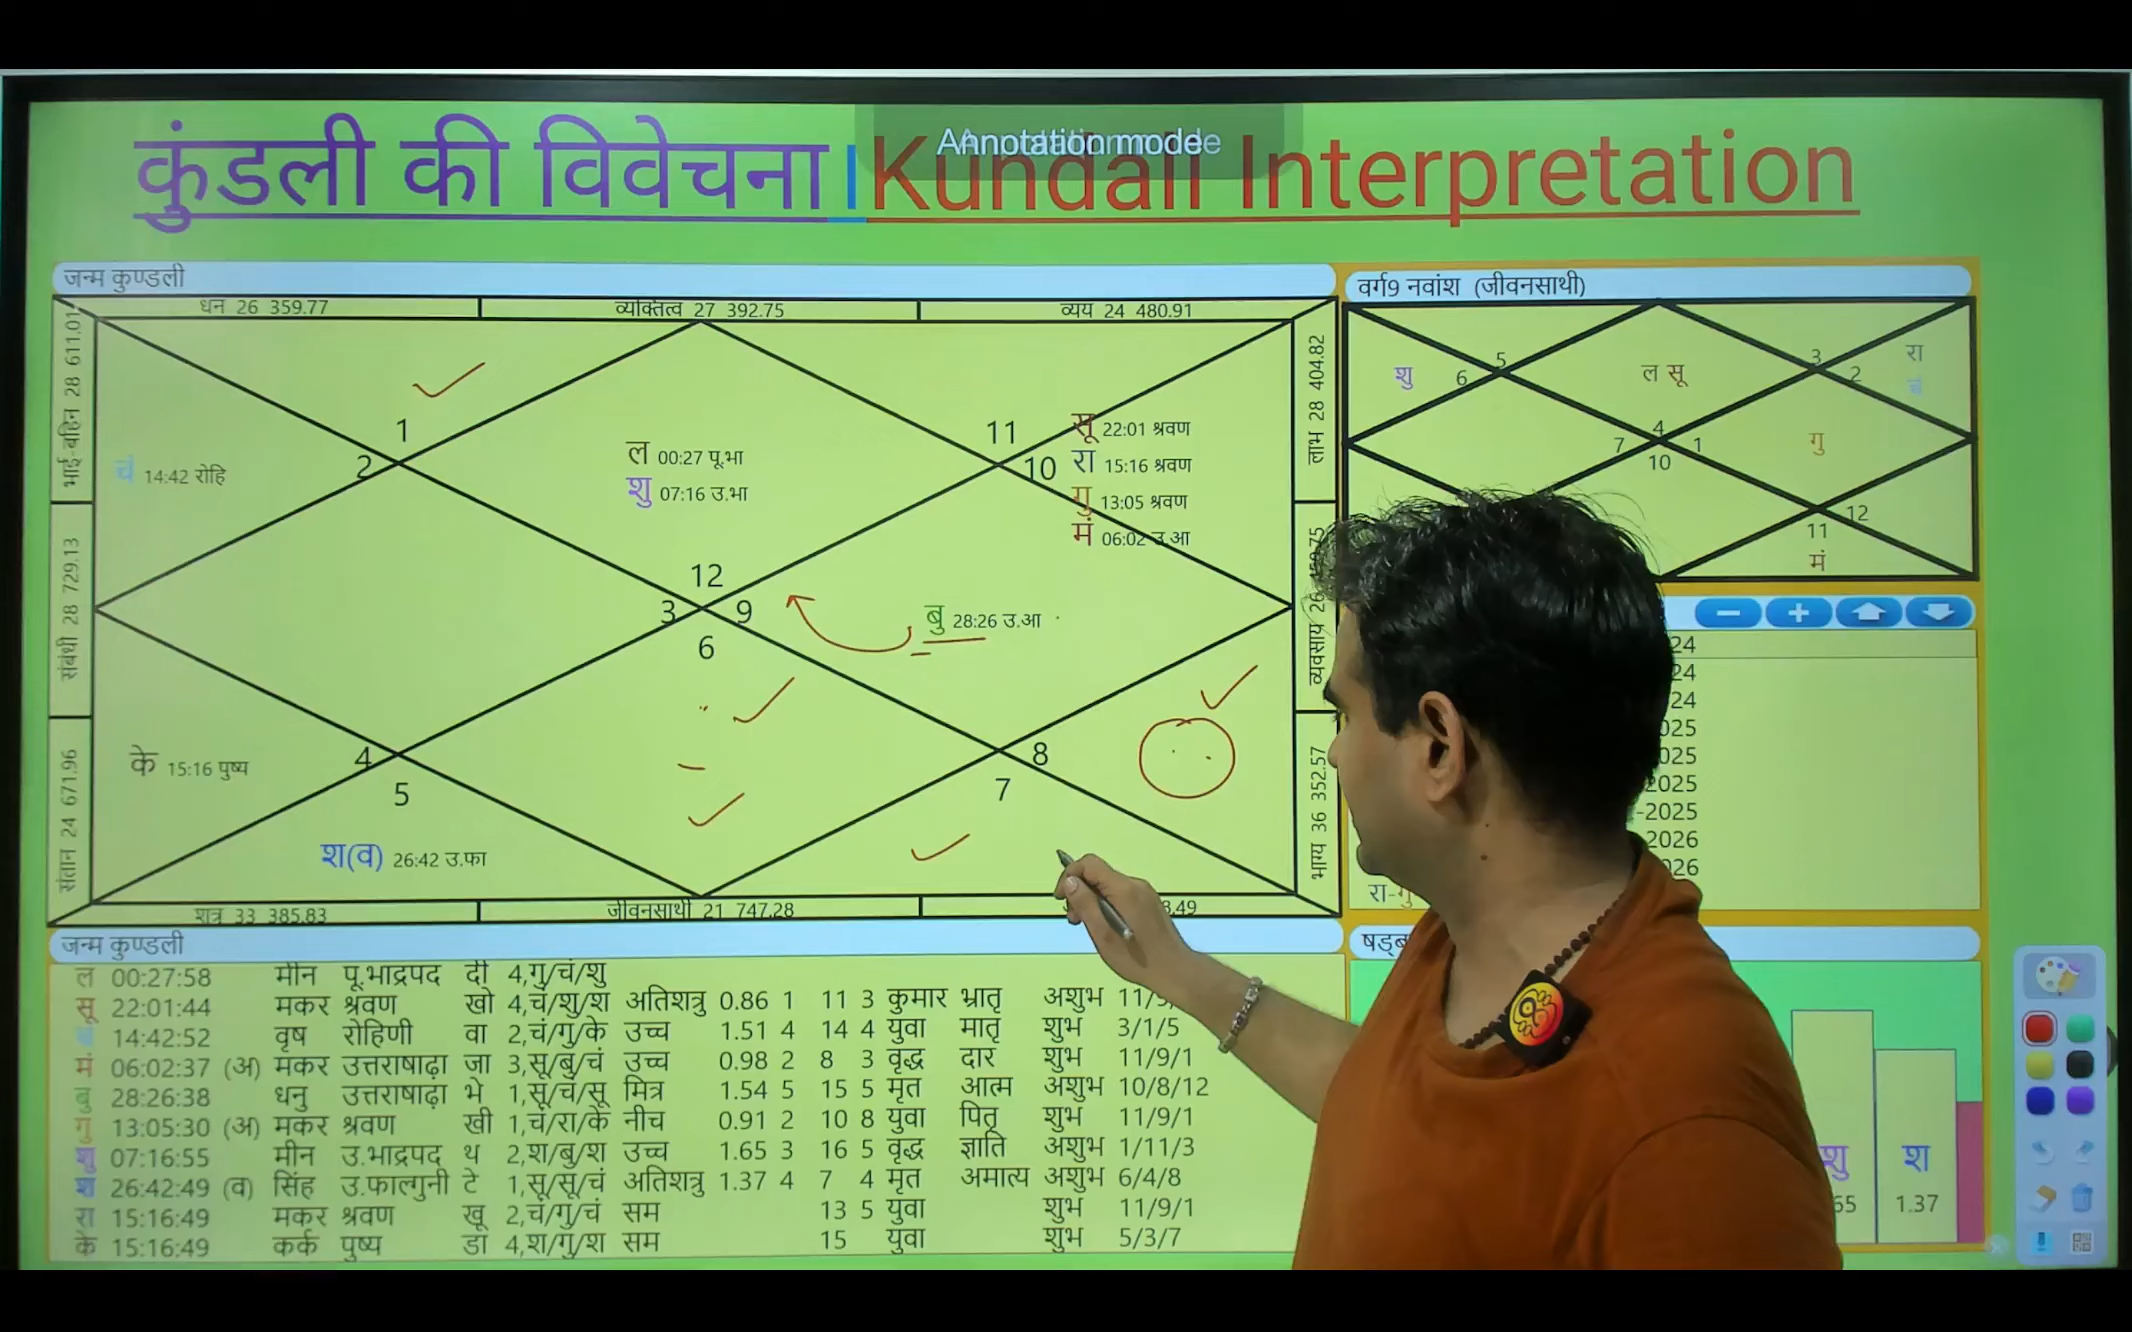 Annotation mode
कुंडली की विवेचना | Kundali Interpretation
जन्म कुण्डली
धन 26 359.77
व्यक्तित्व 27 392.75
व्यय 24 480.91
भाई-बहिन 28 611.01
संबंधी 28 729.13
संतान 24 671.96
लाभ 28 404.82
व्यवसाय 26
भाग्य 36 352.57
1
2
चं 14:42 रोहि
ल 00:27 पू.भा
शु 07:16 उ.भा
11
10
सू 22:01 श्रवण
रा 15:16 श्रवण
गु 13:05 श्रवण
मं 06:02 उ.आ
12
3 9
6
बु 28:26 उ.आ
के 15:16 पुष्य
4
5
श(व) 26:42 उ.फा
8
7
शत्रु 33 385.83
जीवनसाथी 21 747.28
वर्ग9 नवांश (जीवनसाथी)
शु
5
6
ल सू
3
2
रा
चं
4
7 1
10
गु
12
11
मं
24
24
24
2025
2025
2025
-2025
2026
रा-गु
जन्म कुण्डली
ल 00:27:58 मीन पू.भाद्रपद दी 4,गु/चं/शु
सू 22:01:44 मकर श्रवण खो 4,चं/शु/श अतिशत्रु 0.86 1 11 3 कुमार भ्रातृ अशुभ
चं 14:42:52 वृष रोहिणी वा 2,चं/गु/के उच्च 1.51 4 14 4 युवा मातृ शुभ 3/1/5
मं 06:02:37 (अ) मकर उत्तराषाढ़ा जा 3,सू/बु/चं उच्च 0.98 2 8 3 वृद्ध दार शुभ 11/9/1
बु 28:26:38 धनु उत्तराषाढ़ा भे 1,सू/चं/सू मित्र 1.54 5 15 5 मृत आत्म अशुभ 10/8/12
गु 13:05:30 (अ) मकर श्रवण खी 1,चं/रा/के नीच 0.91 2 10 8 युवा पितृ शुभ 11/9/1
शु 07:16:55 मीन उ.भाद्रपद थ 2,श/बु/श उच्च 1.65 3 16 5 वृद्ध ज्ञाति अशुभ 1/11/3
श 26:42:49 (व) सिंह उ.फाल्गुनी टे 1,सू/सू/चं अतिशत्रु 1.37 4 7 4 मृत अमात्य अशुभ 6/4/8
रा 15:16:49 मकर श्रवण खू 2,चं/गु/चं सम 13 5 युवा शुभ 11/9/1
के 15:16:49 कर्क पुष्य डा 4,श/गु/श सम 15 युवा शुभ 5/3/7
शु श
65 1.37